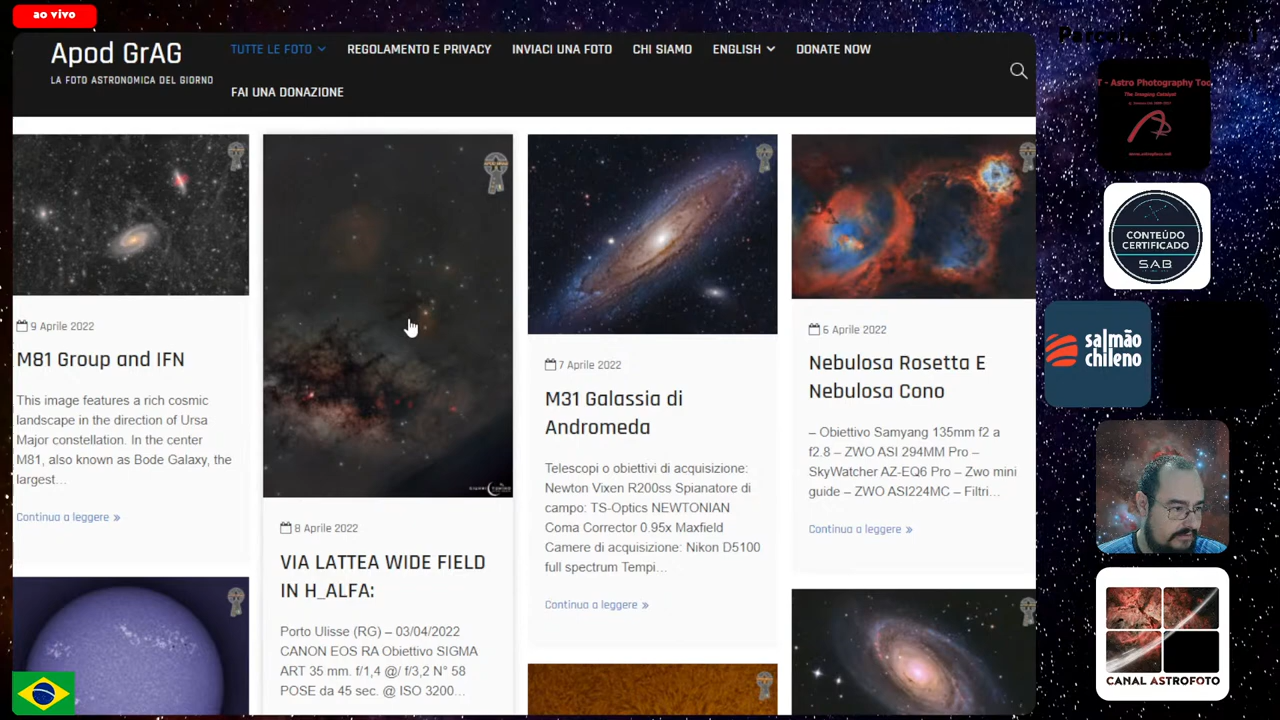 ao vivo
Apod GrAG
LA FOTO ASTRONOMICA DEL GIORNO
TUTTE LE FOTO
REGOLAMENTO E PRIVACY
INVIACI UNA FOTO
CHI SIAMO
ENGLISH
DONATE NOW
FAI UNA DONAZIONE
9 Aprile 2022
M81 Group and IFN
This image features a rich cosmic
landscape in the direction of Ursa
Major constellation. In the center
M81, also known as Bode Galaxy, the
largest…
Continua a leggere »
8 Aprile 2022
VIA LATTEA WIDE FIELD
IN H_ALFA:
Porto Ulisse (RG) – 03/04/2022
CANON EOS RA Obiettivo SIGMA
ART 35 mm. f/1,4 @/ f/3,2 N° 58
POSE da 45 sec. @ ISO 3200…
7 Aprile 2022
M31 Galassia di
Andromeda
Telescopi o obiettivi di acquisizione:
Newton Vixen R200ss Spianatore di
campo: TS-Optics NEWTONIAN
Coma Corrector 0.95x Maxfield
Camere di acquisizione: Nikon D5100
full spectrum Tempi…
Continua a leggere »
6 Aprile 2022
Nebulosa Rosetta E
Nebulosa Cono
– Obiettivo Samyang 135mm f2 a
f2.8 – ZWO ASI 294MM Pro –
SkyWatcher AZ-EQ6 Pro – Zwo mini
guide – ZWO ASI224MC – Filtri…
Continua a leggere »
T - Astro Photography Too
The Imaging Catalyst
CONTEÚDO
CERTIFICADO
SAB
salmão
chileno
CANAL ASTROFOTO